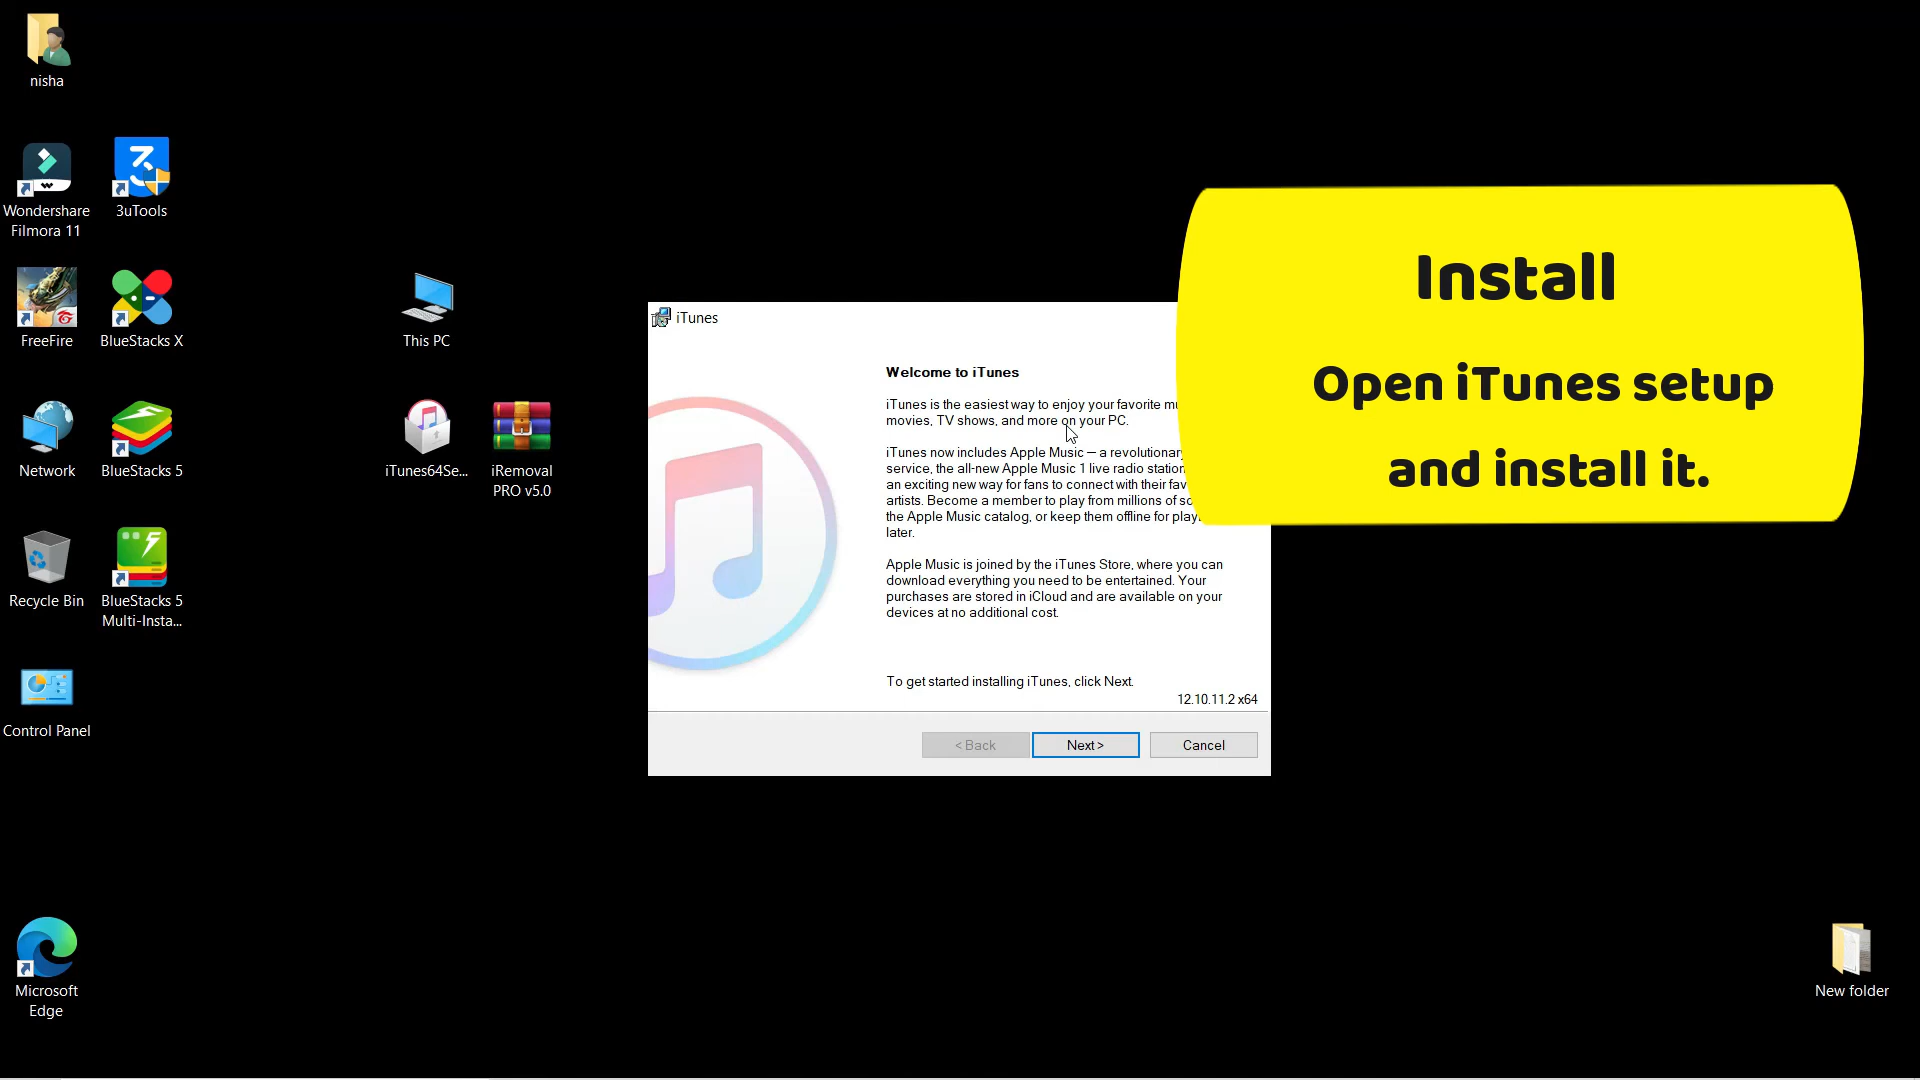 nisha
Wondershare
Filmora 11
3uTools
FreeFire
BlueStacks X
This PC
Network
BlueStacks 5
iTunes64Se...
iRemoval
PRO v5.0
Recycle Bin
BlueStacks 5
Multi-Insta...
Control Panel
Microsoft
Edge
New folder
iTunes
Welcome to iTunes
iTunes is the easiest way to enjoy your favorite
movies, TV shows, and more on your PC.
iTunes now includes Apple Music – a revolutionary
service, the all-new Apple Music 1 live radio
an exciting new way for fans to connect with their
artists. Become a member to play from millions of
the Apple Music catalog, or keep them offline for
later.
Apple Music is joined by the iTunes Store, where you can
download everything you need to be entertained. Your
purchases are stored in iCloud and are available on your
devices at no additional cost.
To get started installing iTunes, click Next.
12.10.11.2 x64
< Back
Next >
Cancel
Install
Open iTunes setup
and install it.